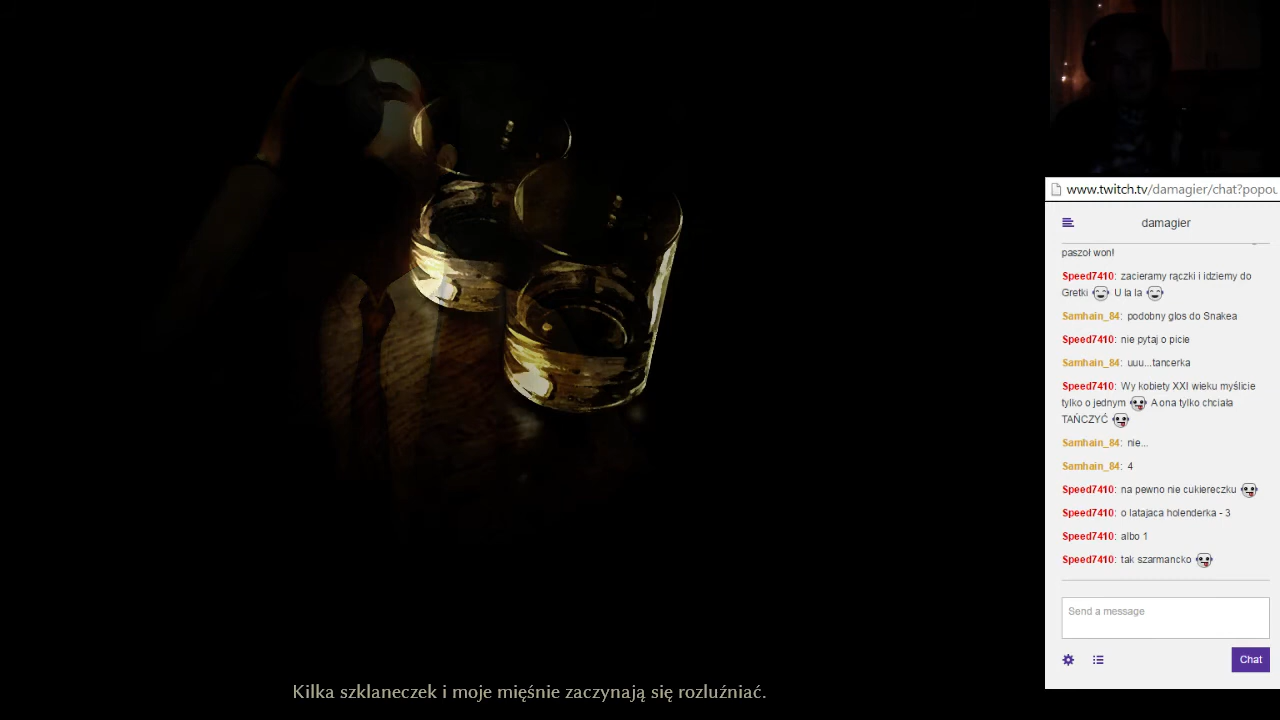 www.twitch.tv/damagier/chat?popou
damagier
paszoł won!
Speed7410: zacieramy rączki i idziemy do
Gretki U la la
Samhain_84: podobny glos do Snakea
Speed7410: nie pytaj o picie
Samhain_84: uuu...tancerka
Speed7410: Wy kobiety XXI wieku myślicie
tylko o jednym A ona tylko chciała
TAŃCZYĆ
Samhain_84: nie...
Samhain_84: 4
Speed7410: na pewno nie cukiereczku
Speed7410: o latajaca holenderka - 3
Speed7410: albo 1
Speed7410: tak szarmancko
Send a message
Chat
Kilka szklaneczek i moje mięśnie zaczynają się rozluźniać.